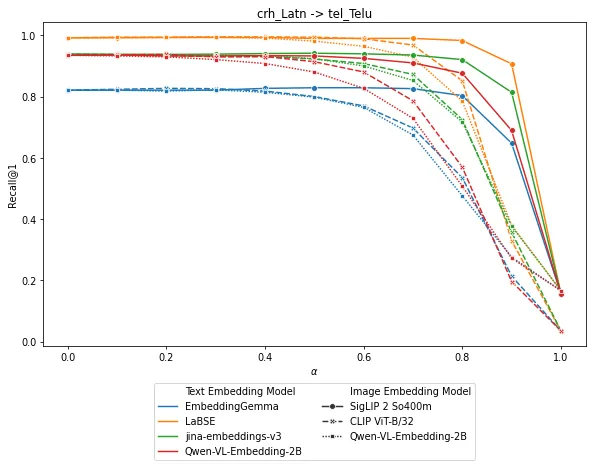 crh_Latn -> tel_Telu
1.0
0.8
0.6
0.4
0.2
0.0
Recall@1
0.0 0.2 0.4 0.6 0.8 1.0
α
Text Embedding Model Image Embedding Model
EmbeddingGemma SigLIP 2 So400m
LaBSE CLIP ViT-B/32
jina-embeddings-v3 Qwen-VL-Embedding-2B
Qwen-VL-Embedding-2B